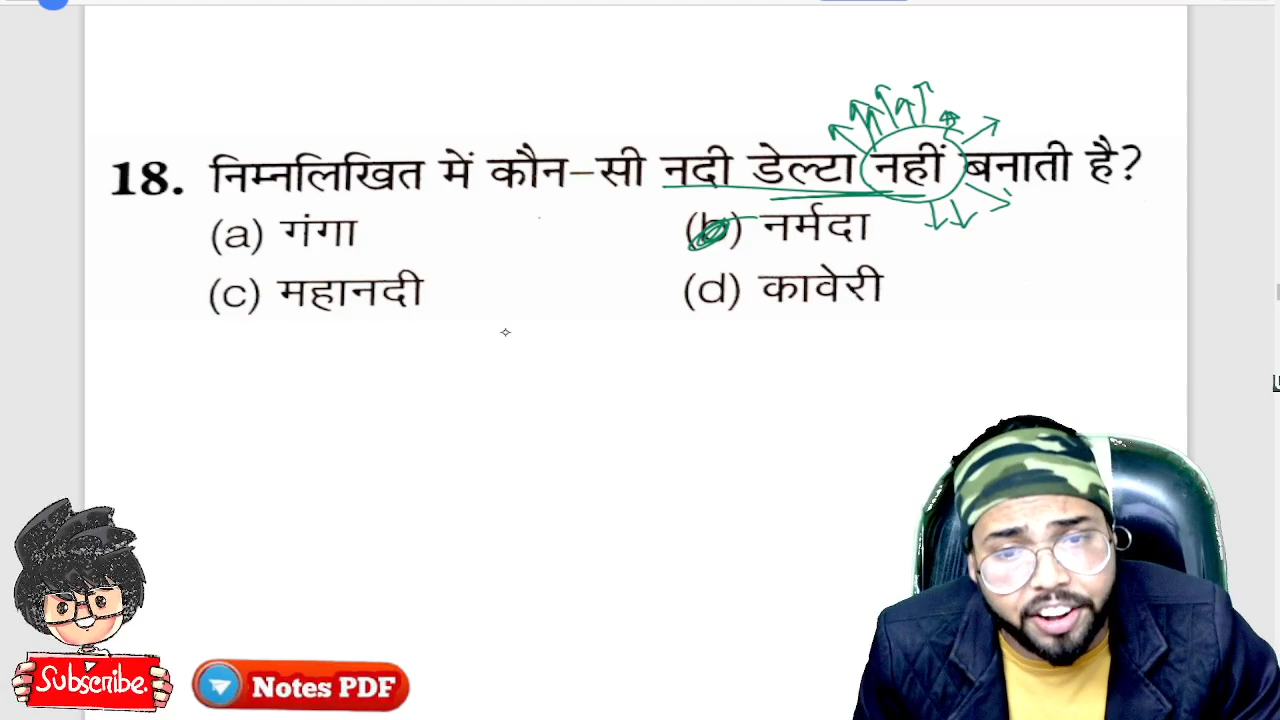 18. निम्नलिखित में कौन-सी नदी डेल्टा नहीं बनाती है?
(a) गंगा (b) नर्मदा
(c) महानदी (d) कावेरी
Subscribe.
Notes PDF